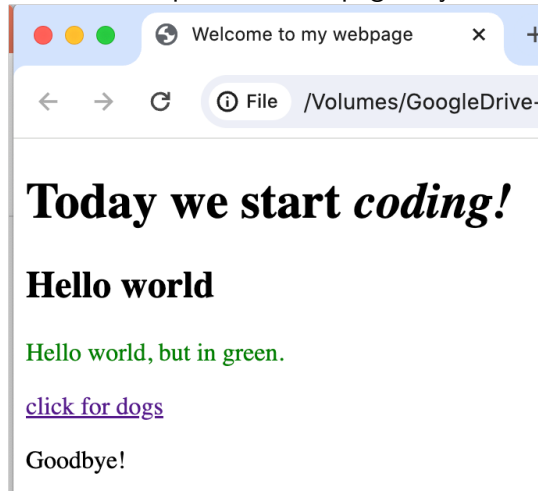 Welcome to my webpage
File /Volumes/GoogleDrive-
Today we start coding!
Hello world
Hello world, but in green.
click for dogs
Goodbye!